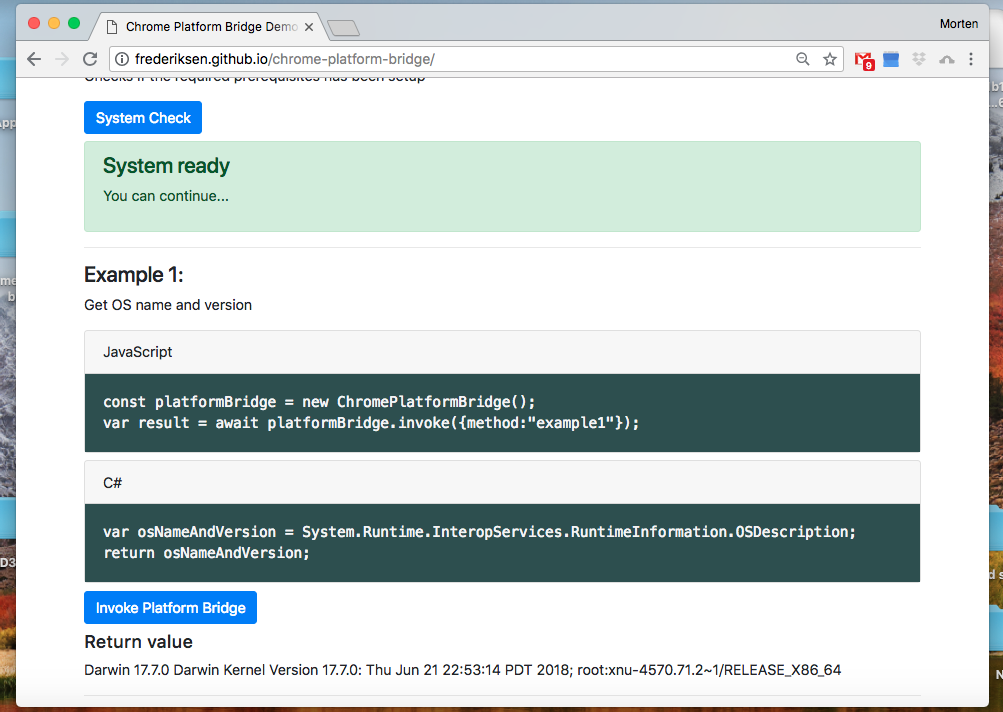 Chrome Platform Bridge Demo
Morten
frederiksen.github.io/chrome-platform-bridge/
9
Checks if the required prerequisites has been setup
System Check
System ready
You can continue...
Example 1:
Get OS name and version
JavaScript
const platformBridge = new ChromePlatformBridge();
var result = await platformBridge.invoke({method:"example1"});
C#
var osNameAndVersion = System.Runtime.InteropServices.RuntimeInformation.OSDescription;
return osNameAndVersion;
Invoke Platform Bridge
Return value
Darwin 17.7.0 Darwin Kernel Version 17.7.0: Thu Jun 21 22:53:14 PDT 2018; root:xnu-4570.71.2~1/RELEASE_X86_64